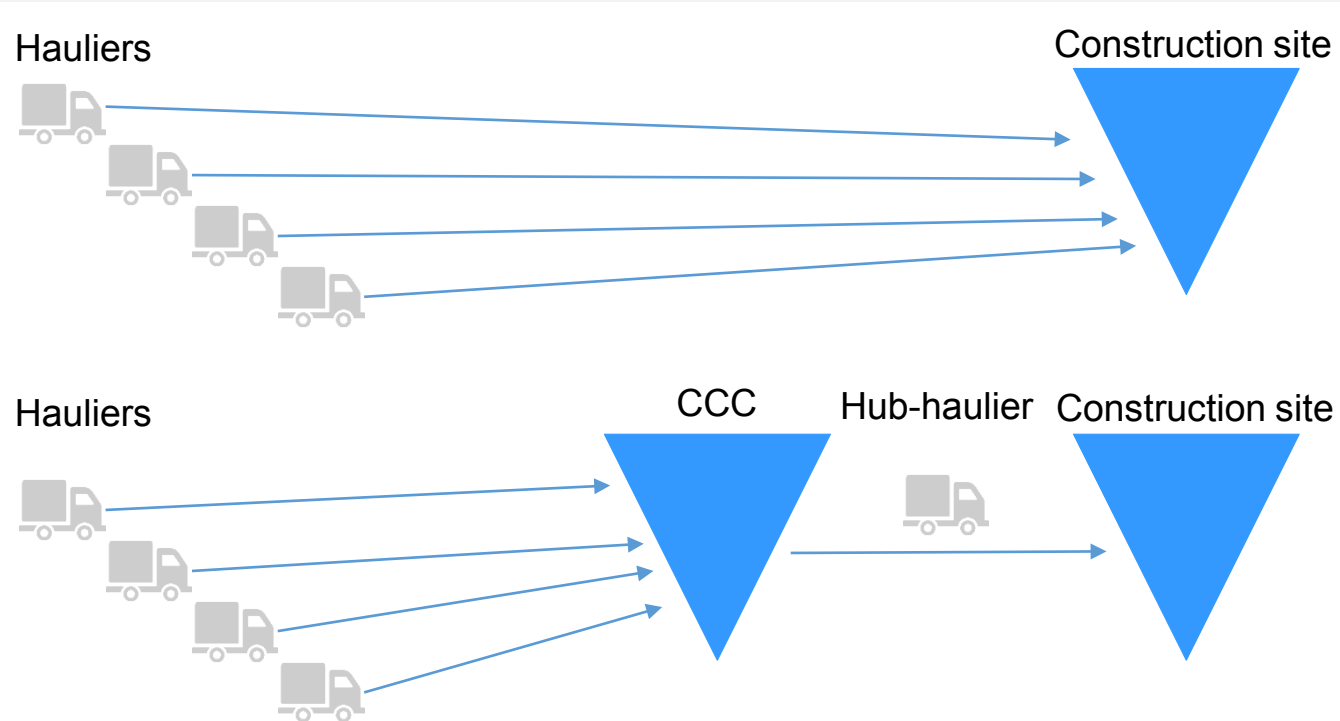 Hauliers
Construction site
Hauliers
CCC
Hub-haulier
Construction site